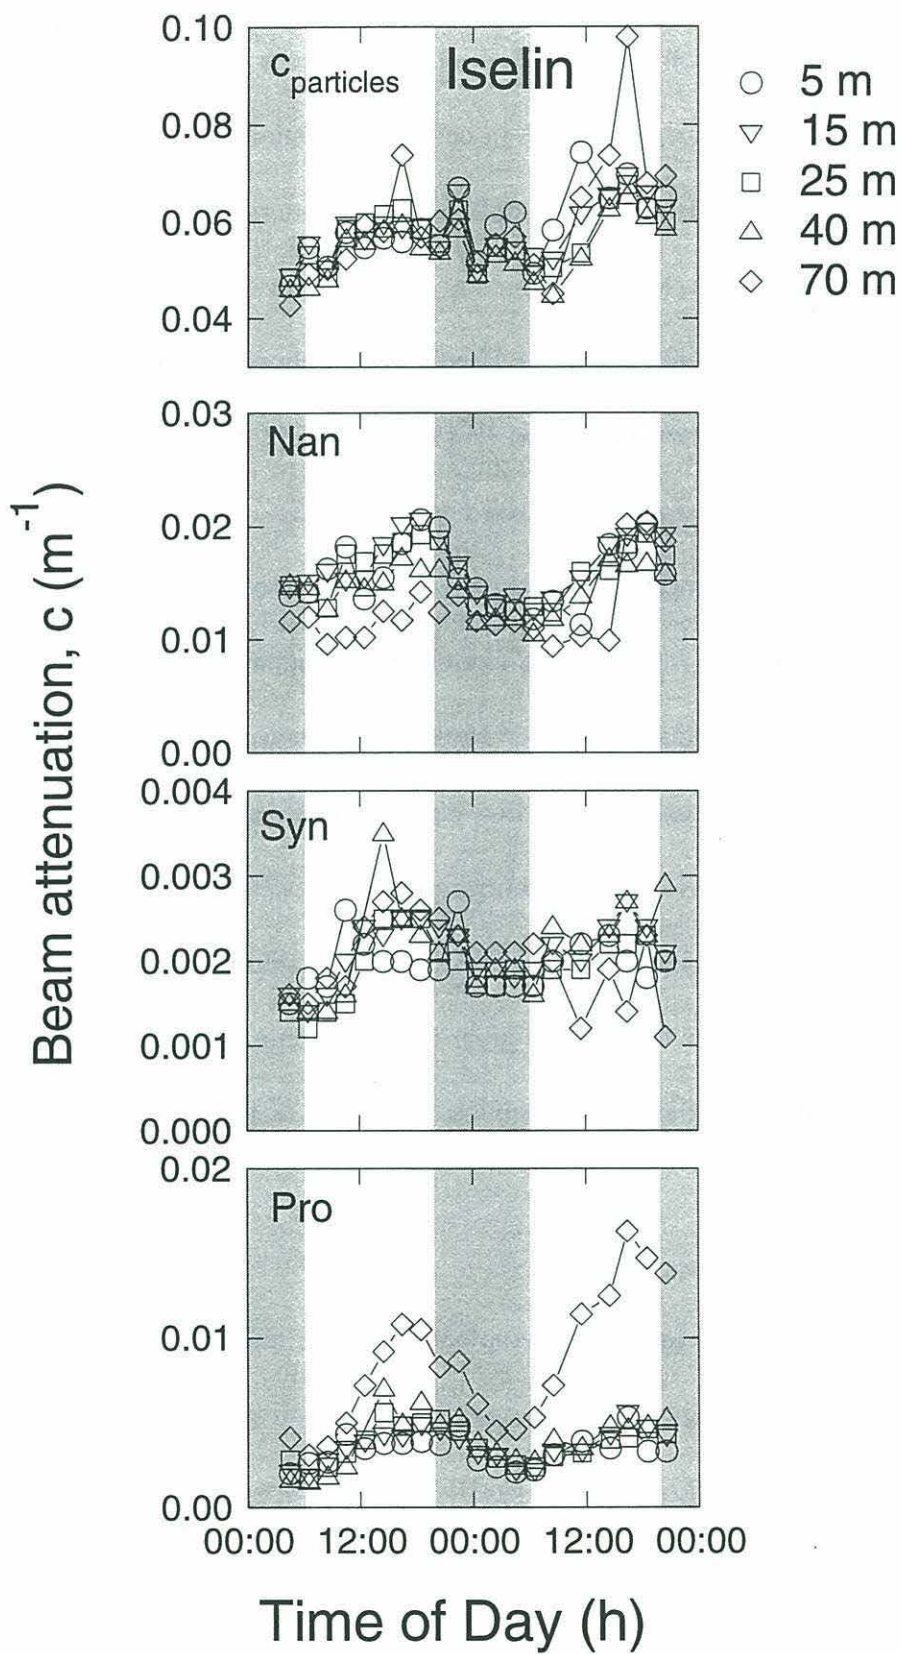 c particles Iselin
5 m
15 m
25 m
40 m
70 m
0.10
0.08
0.06
0.04
Nan
0.03
0.02
0.01
0.00
Syn
0.004
0.003
0.002
0.001
0.000
Pro
0.02
0.01
0.00
00:00 12:00 00:00 12:00 00:00
Time of Day (h)
Beam attenuation, c (m⁻¹)